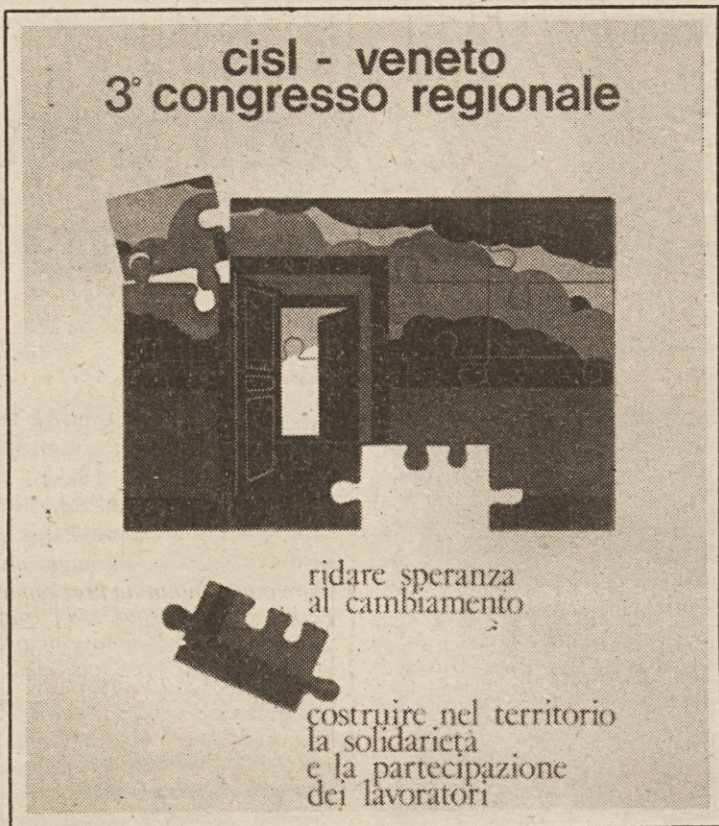 cisl - veneto
3° congresso regionale
ridare speranza
al cambiamento
costruire nel territorio
la solidarietà
e la partecipazione
dei lavoratori